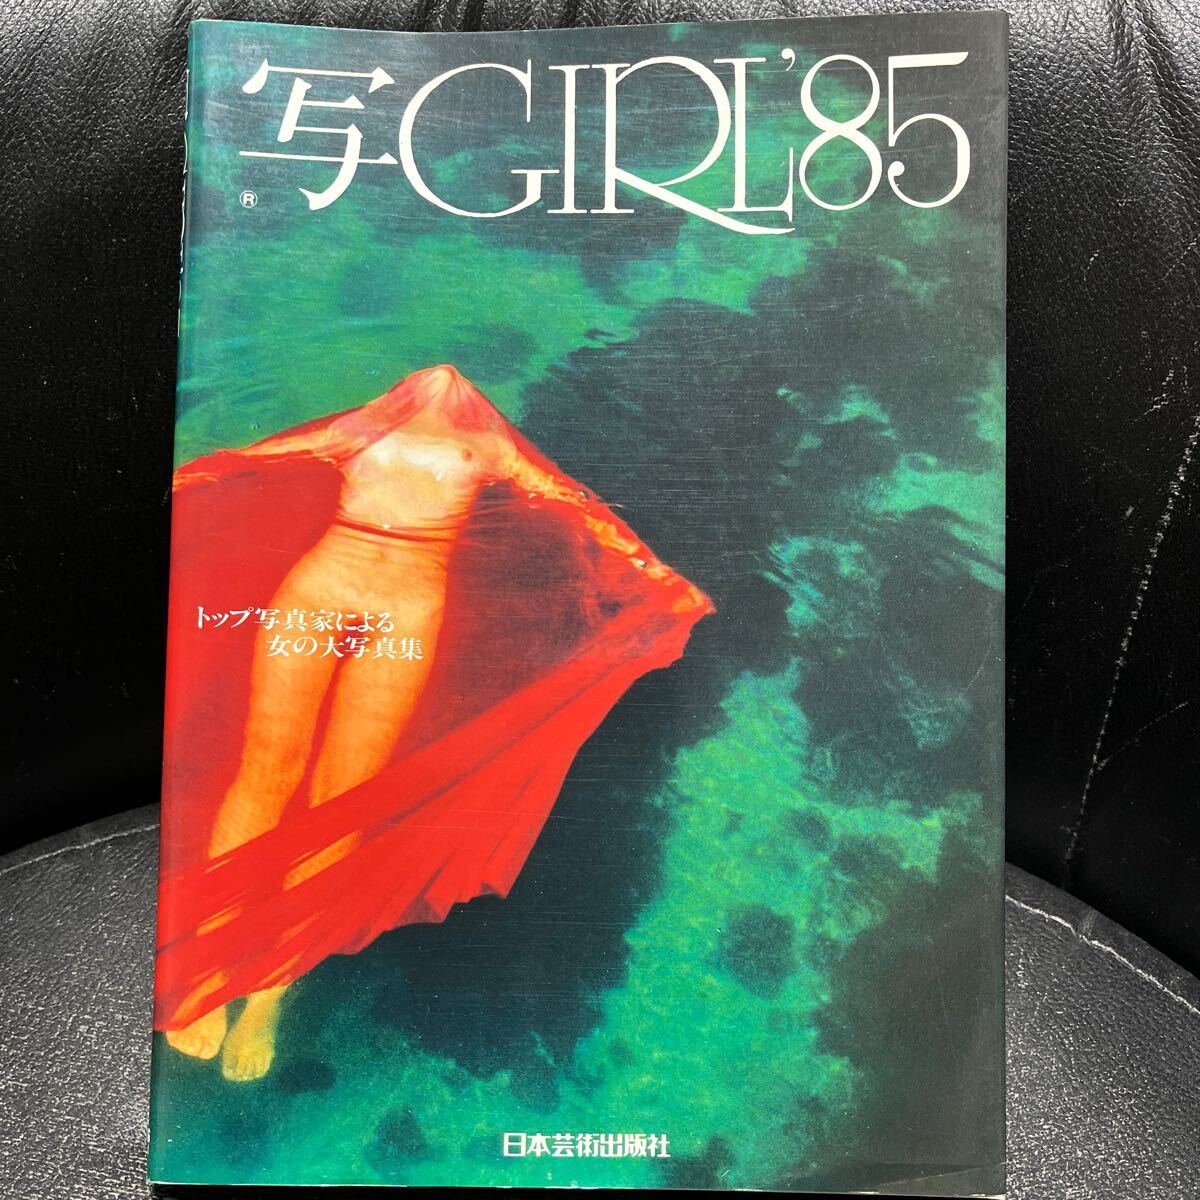 写GIRL'85
®
トップ写真家による
女の大写真集
日本芸術出版社